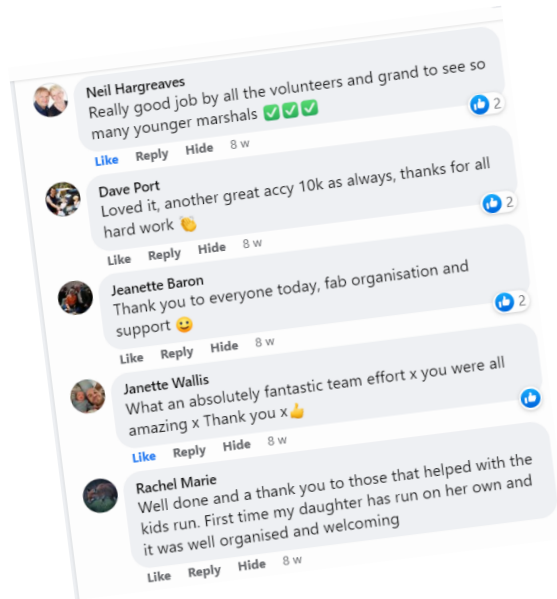 Neil Hargreaves
Really good job by all the volunteers and grand to see so
many younger marshals ✅✅✅
2
Like Reply Hide 8 w
Dave Port
Loved it, another great accy 10k as always, thanks for all
hard work 👏
2
Like Reply Hide 8 w
Jeanette Baron
Thank you to everyone today, fab organisation and
support 😀
2
Like Reply Hide 8 w
Janette Wallis
What an absolutely fantastic team effort x you were all
amazing x Thank you x👍
Like Reply Hide 8 w
Rachel Marie
Well done and a thank you to those that helped with the
kids run. First time my daughter has run on her own and
it was well organised and welcoming
Like Reply Hide 8 w